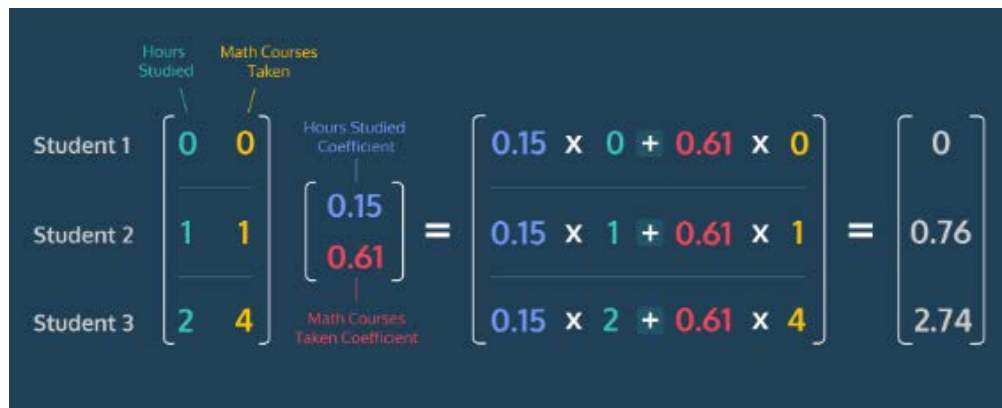 Hours Studied
Math Courses Taken
Student 1
0 0
Hours Studied Coefficient
0.15 x 0 + 0.61 x 0
0
Student 2
1 1
0.15
0.61
=
0.15 x 1 + 0.61 x 1
=
0.76
Student 3
2 4
Math Courses Taken Coefficient
0.15 x 2 + 0.61 x 4
2.74